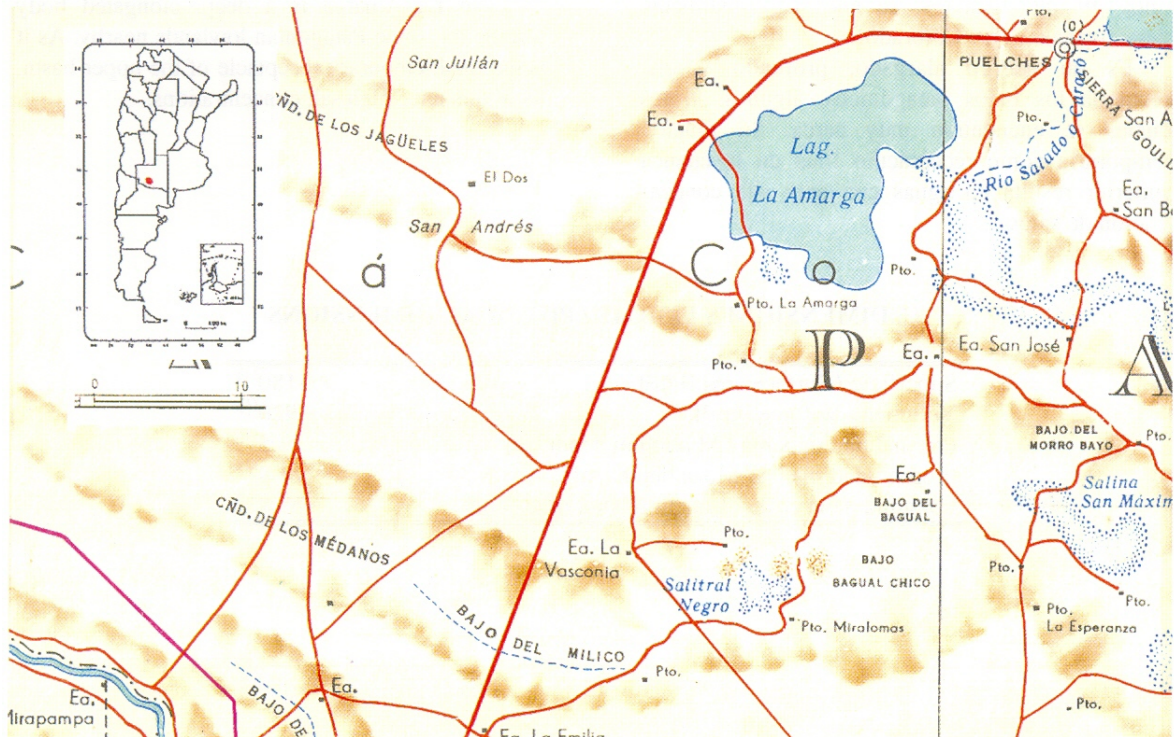 San Julián
Pto.
(O)
PUELCHES
SIERRA
GOULL
San A
Ea.
Ea.
Pto.
CÑD. DE LOS JAGÜELES
Lag.
La Amarga
Río Salado o Curacó
El Dos
Ea.
San B
San Andrés
á
C
o
Pto.
Pto. La Amarga
0
10
Pto.
P
A
Ea.
Ea. San José
BAJO DEL
MORRO BAYO
Pto.
Ea.
BAJO DEL
BAGUAL
Salina
San Máxim
CÑD. DE LOS MÉDANOS
Ea. La
Vasconia
Pto.
BAJO
BAGUAL CHICO
Salitral
Negro
Pto.
Pto.
BAJO DEL MILICO
Pto. Miralomas
Pto.
La Esperanza
Pto.
Ea.
Mirapampa
BAJO DE
Ea.
Pto.
Ea. La Emilia